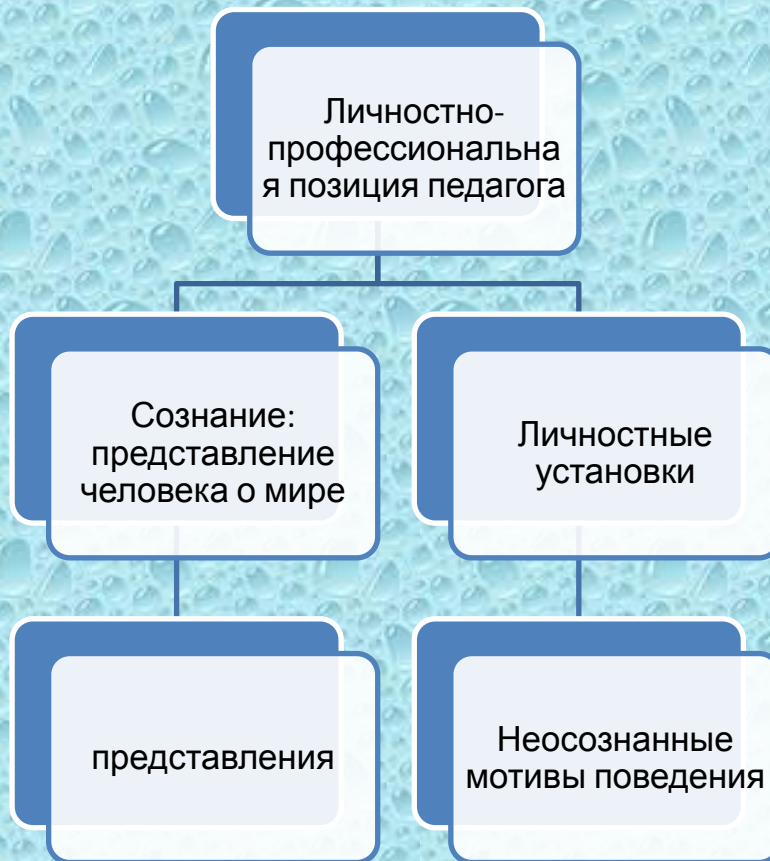 Личностно-
профессиональна
я позиция педагога
Сознание:
представление
человека о мире
Личностные
установки
представления
Неосознанные
мотивы поведения